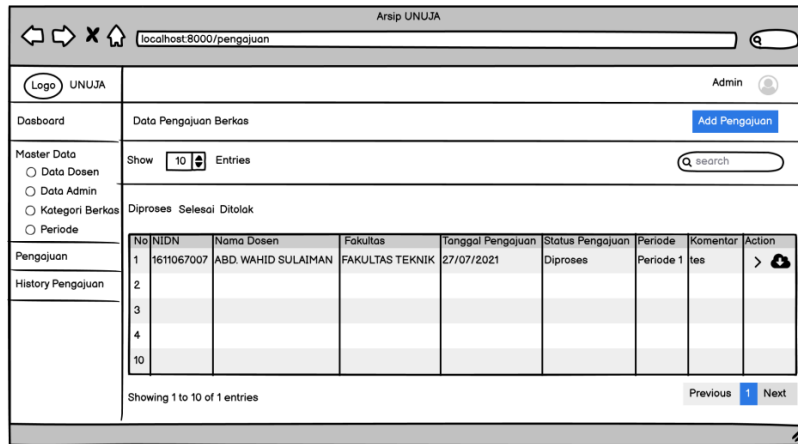 Arsip UNUJA
localhost:8000/pengajuan
Logo UNUJA
Admin
Dasboard
Data Pengajuan Berkas
Add Pengajuan
Master Data
Data Dosen
Data Admin
Kategori Berkas
Periode
Pengajuan
History Pengajuan
Show 10 Entries
search
Diproses Selesai Ditolak
No NIDN Nama Dosen Fakultas Tanggal Pengajuan Status Pengajuan Periode Komentar Action
1 1611067007 ABD. WAHID SULAIMAN FAKULTAS TEKNIK 27/07/2021 Diproses Periode 1 tes
2
3
4
10
Showing 1 to 10 of 1 entries
Previous 1 Next